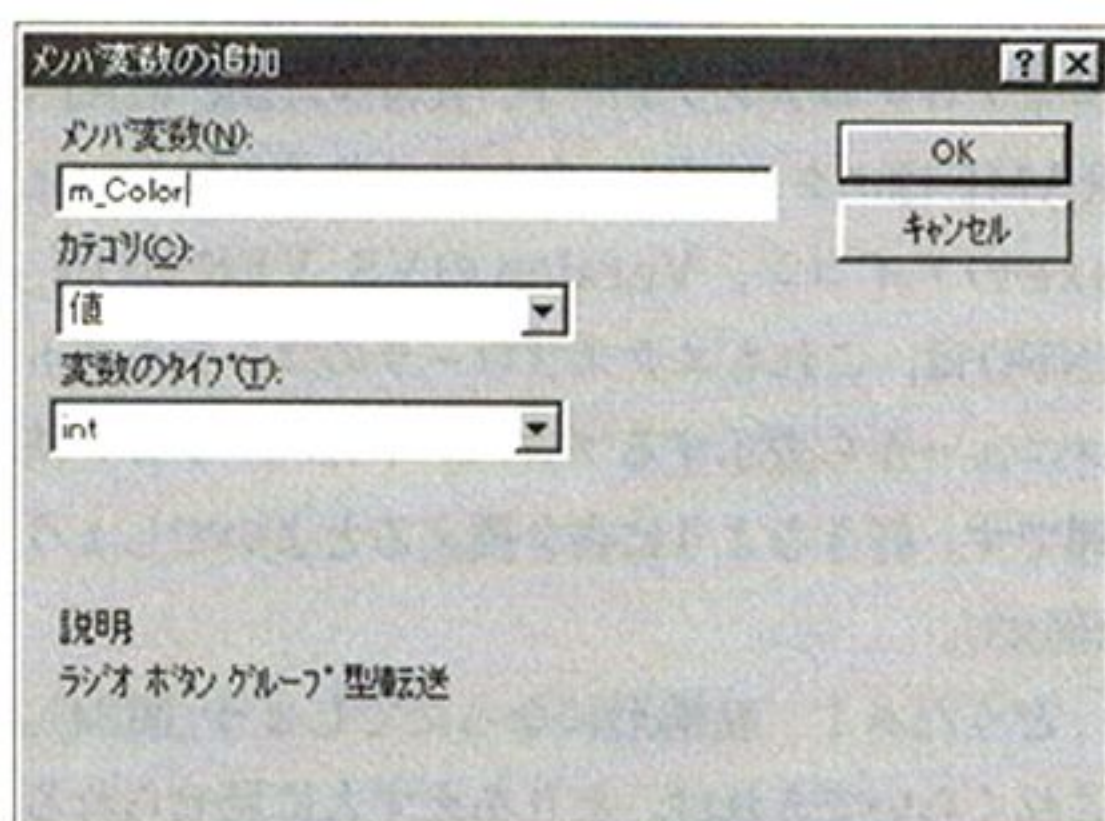 メンバ変数の追加
? ×
メンバ変数(N):
m_Color
OK
キャンセル
カテゴリ(C):
値
変数のタイプ(T):
int
説明
ラジオ ボタン グループ 型転送